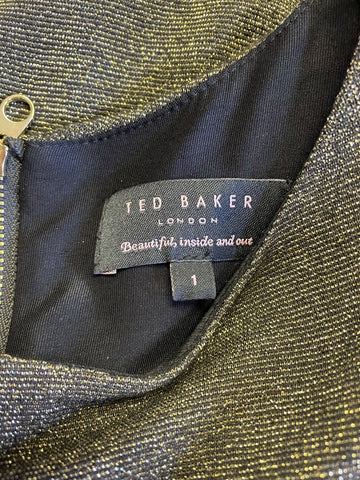 TED BAKER
LONDON
Beautiful, inside and out
1